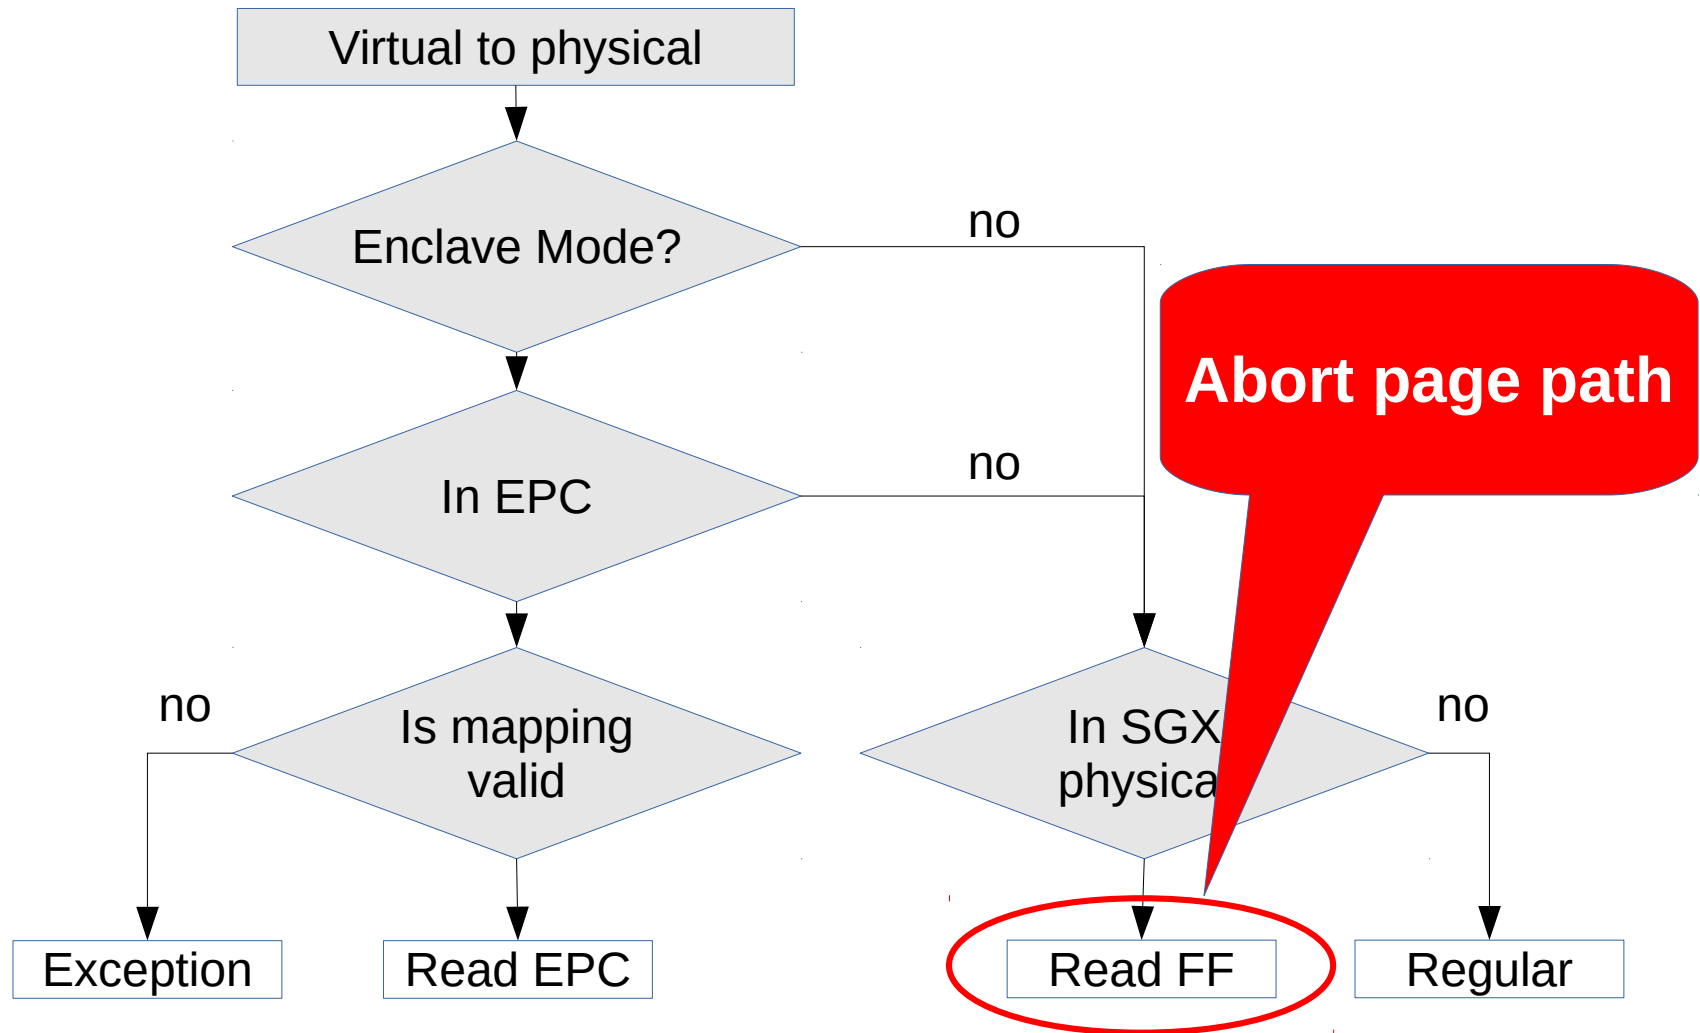 Virtual to physical
Enclave Mode?
no
Abort page path
In EPC
no
no
Is mapping
valid
In SGX
physica
no
Exception
Read EPC
Read FF
Regular